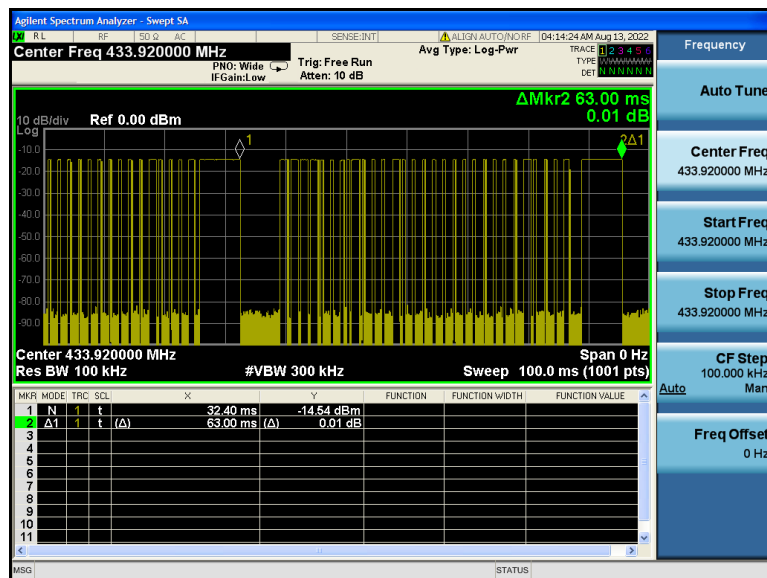 Agilent Spectrum Analyzer - Swept SA
LXI RL RF 50 Ω AC SENSE:INT ALIGN AUTO/NO RF 04:14:24 AM Aug 13, 2022
Center Freq 433.920000 MHz Avg Type: Log-Pwr TRACE 1 2 3 4 5 6
PNO: Wide Trig: Free Run TYPE
IFGain:Low Atten: 10 dB DET N N N N N N
ΔMkr2 63.00 ms
10 dB/div Ref 0.00 dBm 0.01 dB
Log
-10.0
-20.0
-30.0
-40.0
-50.0
-60.0
-70.0
-80.0
-90.0
1
2Δ1
Center 433.920000 MHz Span 0 Hz
Res BW 100 kHz #VBW 300 kHz Sweep 100.0 ms (1001 pts)
MKR MODE TRC SCL X Y FUNCTION FUNCTION WIDTH FUNCTION VALUE
1 N 1 t 32.40 ms -14.54 dBm
2 Δ1 1 t (Δ) 63.00 ms (Δ) 0.01 dB
3
4
5
6
7
8
9
10
11
MSG STATUS
Frequency
Auto Tune
Center Freq
433.920000 MHz
Start Freq
433.920000 MHz
Stop Freq
433.920000 MHz
CF Step
100.000 kHz
Auto Man
Freq Offset
0 Hz